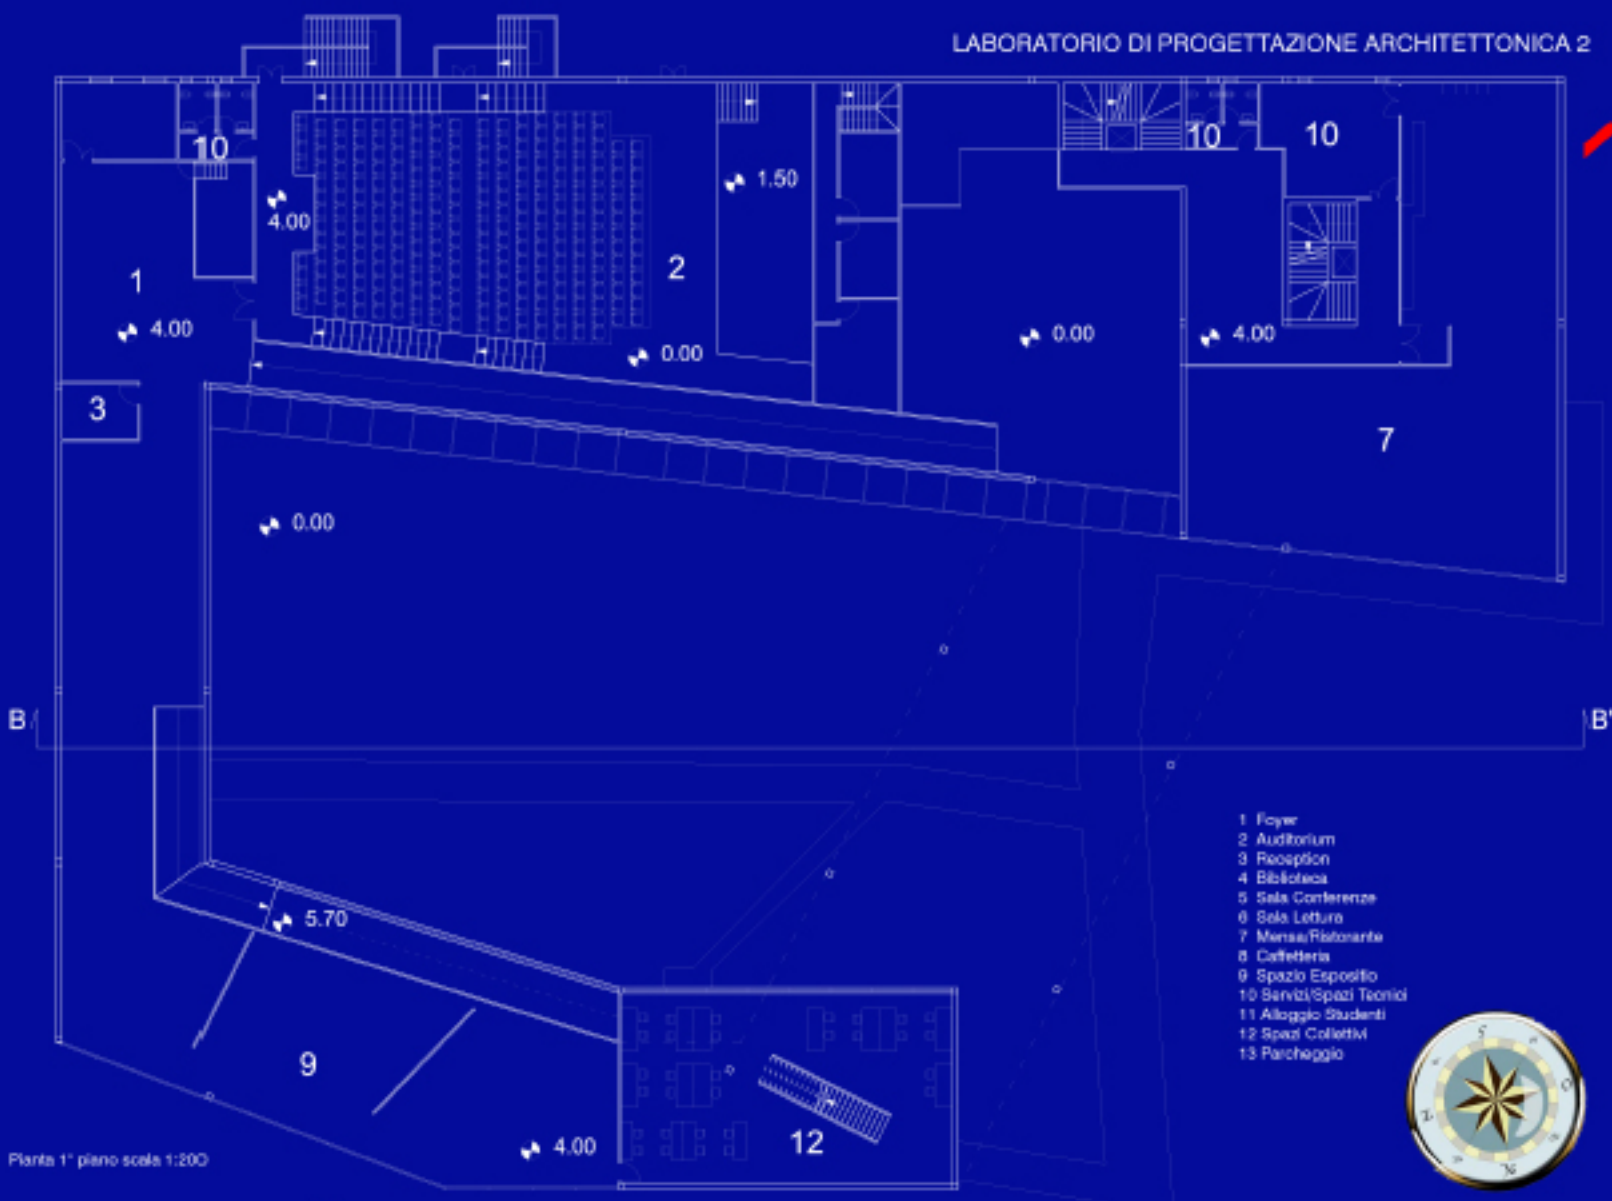 LABORATORIO DI PROGETTAZIONE ARCHITETTONICA 2
10
10
10
1.50
4.00
1
2
4.00
0.00
0.00
4.00
3
7
0.00
B
B'
5.70
9
4.00
12
1 Foyer
2 Auditorium
3 Reception
4 Biblioteca
5 Sala Conferenze
6 Sala Lettura
7 Mensa/Ristorante
8 Caffetteria
9 Spazio Espositio
10 Servizi/Spazi Tecnici
11 Alloggio Studenti
12 Spazi Collettivi
13 Parcheggio
Planta 1° piano scala 1:200
S
O
N